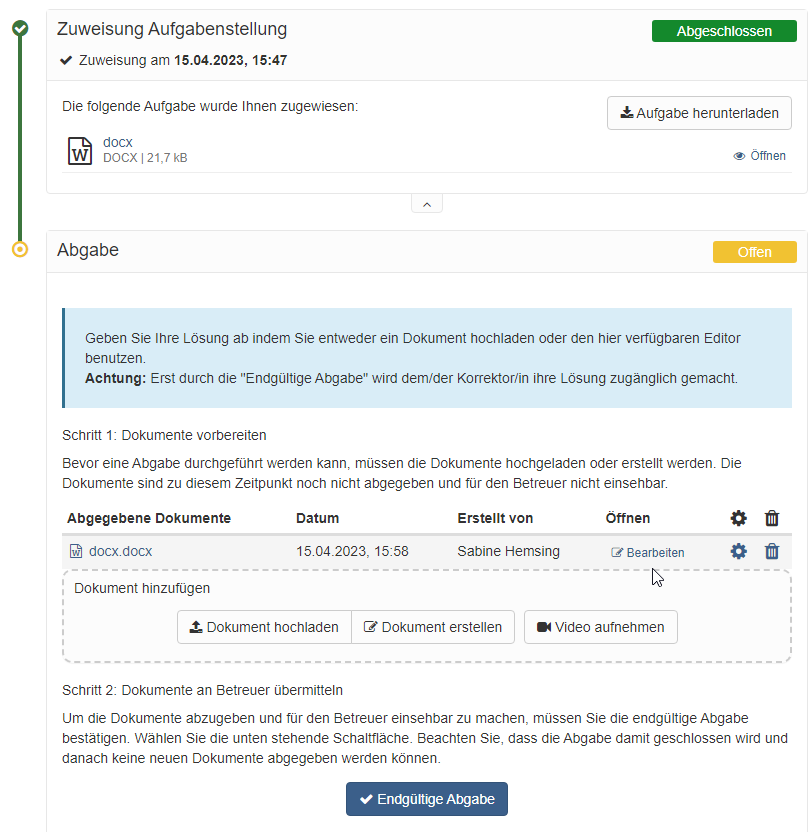 Zuweisung Aufgabenstellung
Abgeschlossen
Zuweisung am 15.04.2023, 15:47
Die folgende Aufgabe wurde Ihnen zugewiesen:
Aufgabe herunterladen
W docx
DOCX | 21,7 kB
Öffnen
Abgabe
Offen
Geben Sie Ihre Lösung ab indem Sie entweder ein Dokument hochladen oder den hier verfügbaren Editor
benutzen.
Achtung: Erst durch die "Endgültige Abgabe" wird dem/der Korrektor/in ihre Lösung zugänglich gemacht.
Schritt 1: Dokumente vorbereiten
Bevor eine Abgabe durchgeführt werden kann, müssen die Dokumente hochgeladen oder erstellt werden. Die
Dokumente sind zu diesem Zeitpunkt noch nicht abgegeben und für den Betreuer nicht einsehbar.
Abgegebene Dokumente Datum Erstellt von Öffnen
W docx.docx 15.04.2023, 15:58 Sabine Hemsing Bearbeiten
Dokument hinzufügen
Dokument hochladen Dokument erstellen Video aufnehmen
Schritt 2: Dokumente an Betreuer übermitteln
Um die Dokumente abzugeben und für den Betreuer einsehbar zu machen, müssen Sie die endgültige Abgabe
bestätigen. Wählen Sie die unten stehende Schaltfläche. Beachten Sie, dass die Abgabe damit geschlossen wird und
danach keine neuen Dokumente abgegeben werden können.
Endgültige Abgabe